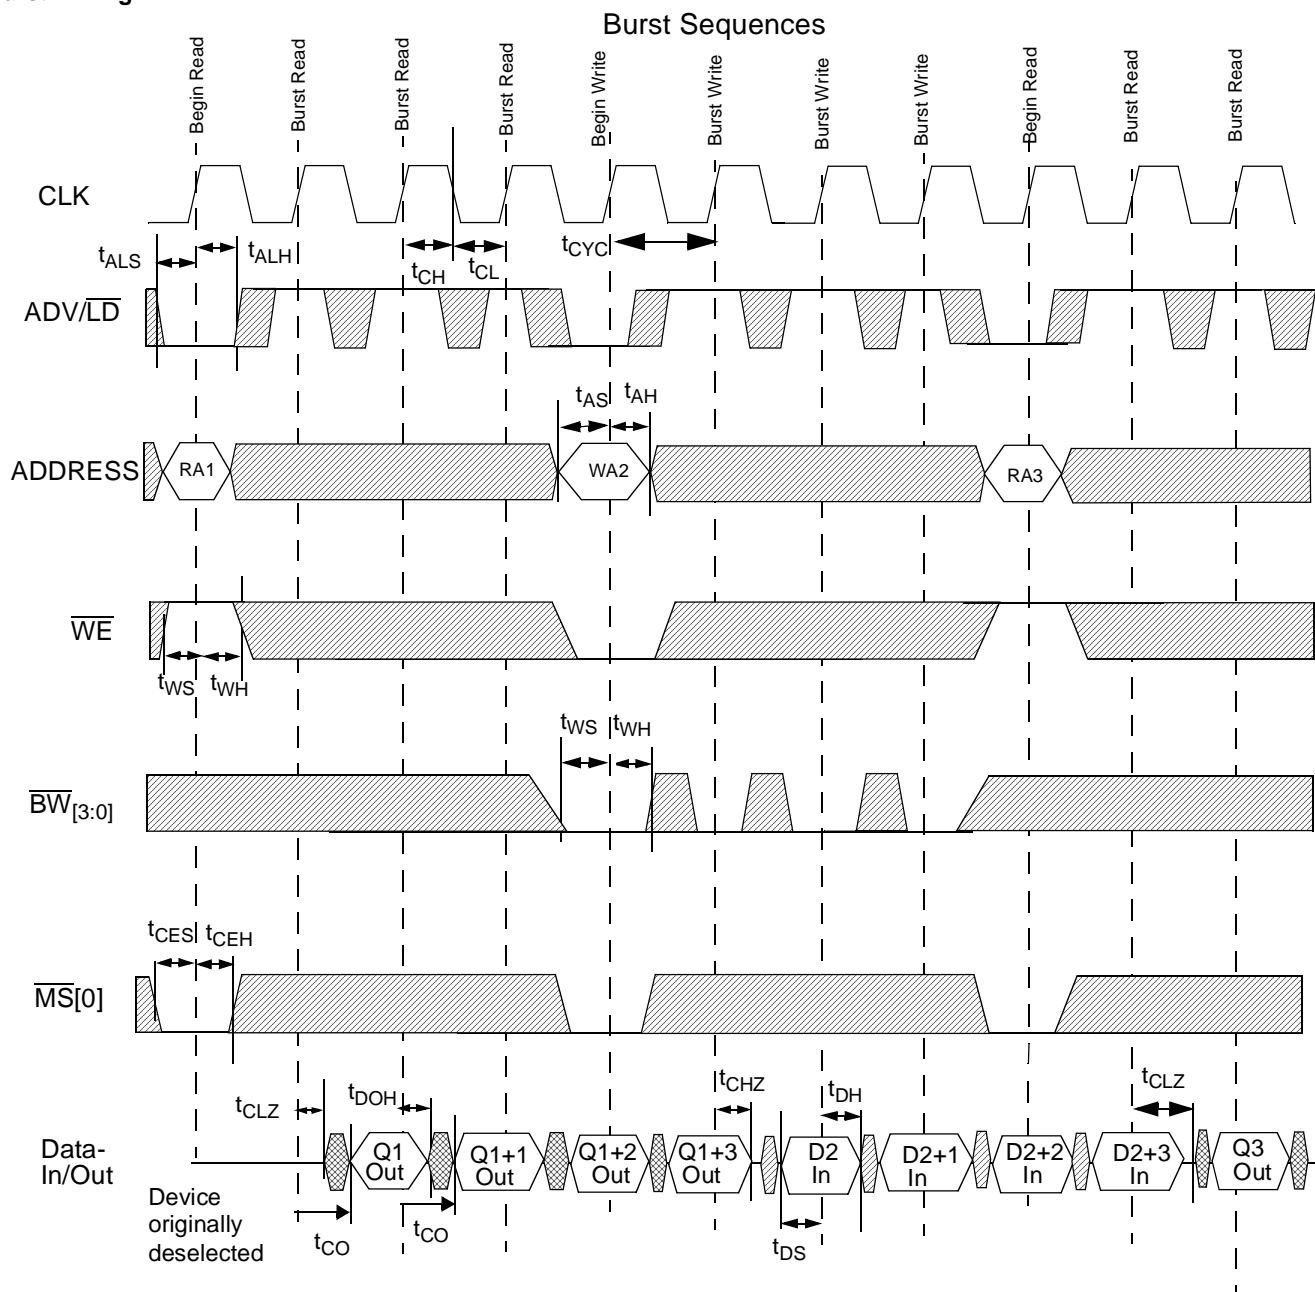 Burst Sequences
Begin Read
Burst Read
Burst Read
Burst Read
Begin Write
Burst Write
Burst Write
Burst Write
Begin Read
Burst Read
Burst Read
CLK
tALS
tALH
tCH
tCL
tCYC
ADV/LD
tAS
tAH
ADDRESS
RA1
WA2
RA3
WE
tWS
tWH
tWS
tWH
BW[3:0]
tCES
tCEH
MS[0]
tCLZ
tDOH
tCHZ
tDH
tCLZ
Data-
In/Out
Q1
Out
Q1+1
Out
Q1+2
Out
Q1+3
Out
D2
In
D2+1
In
D2+2
In
D2+3
In
Q3
Out
Device
originally
deselected
tCO
tCO
tDS